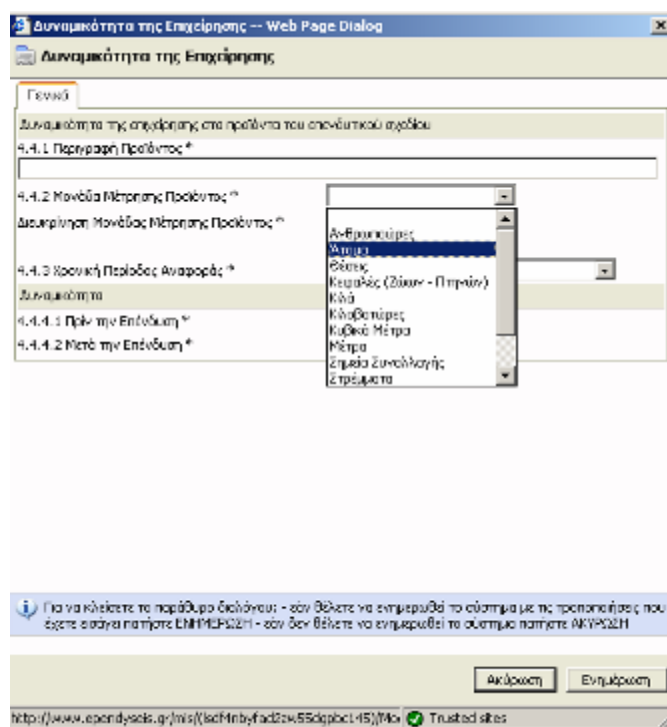 Δυναμικότητα της Επιχείρησης -- Web Page Dialog
Δυναμικότητα της Επιχείρησης
Γενικά
Δυναμικότητα της επιχείρησης στα προϊόντα του επενδυτικού σχεδίου
4.4.1 Περιγραφή Προϊόντος *
4.4.2 Μονάδα Μέτρησης Προϊόντος *
Διευκρίνηση Μονάδας Μέτρησης Προϊόντος *
Ανθρωποώρες
Άτομα
Θέσεις
Κεφαλές (Ζώων - Πτηνών)
Κιλά
Κιλοβατώρες
Κυβικά Μέτρα
Μέτρα
Σημεία Συναλλαγής
Στρέμματα
4.4.3 Χρονική Περίοδος Αναφοράς *
Δυναμικότητα
4.4.4.1 Πρίν την Επένδυση *
4.4.4.2 Μετά την Επένδυση *
Για να κλείσετε το παράθυρο διαλόγου: - εάν θέλετε να ενημερωθεί το σύστημα με τις τροποποιήσεις που
έχετε εισάγει πατήστε ΕΝΗΜΕΡΩΣΗ - εάν δεν θέλετε να ενημερωθεί το σύστημα πατήστε ΑΚΥΡΩΣΗ
Ακύρωση
Ενημέρωση
Trusted sites